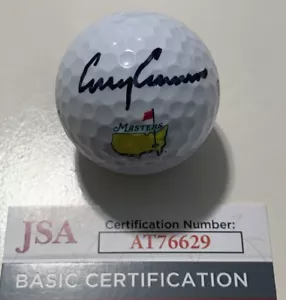 MASTERS
JSA
Certification Number:
AT76629
BASIC CERTIFICATION